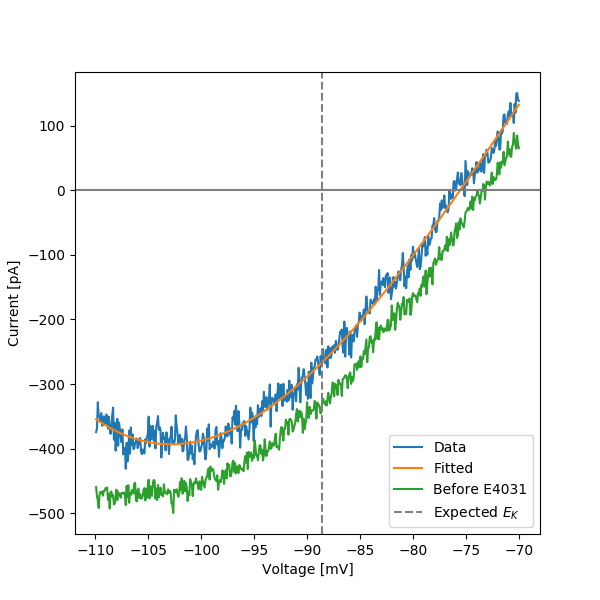 100
0
−100
−200
−300
−400
−500
Current [pA]
−110 −105 −100 −95 −90 −85 −80 −75 −70
Voltage [mV]
Data
Fitted
Before E4031
Expected E_K